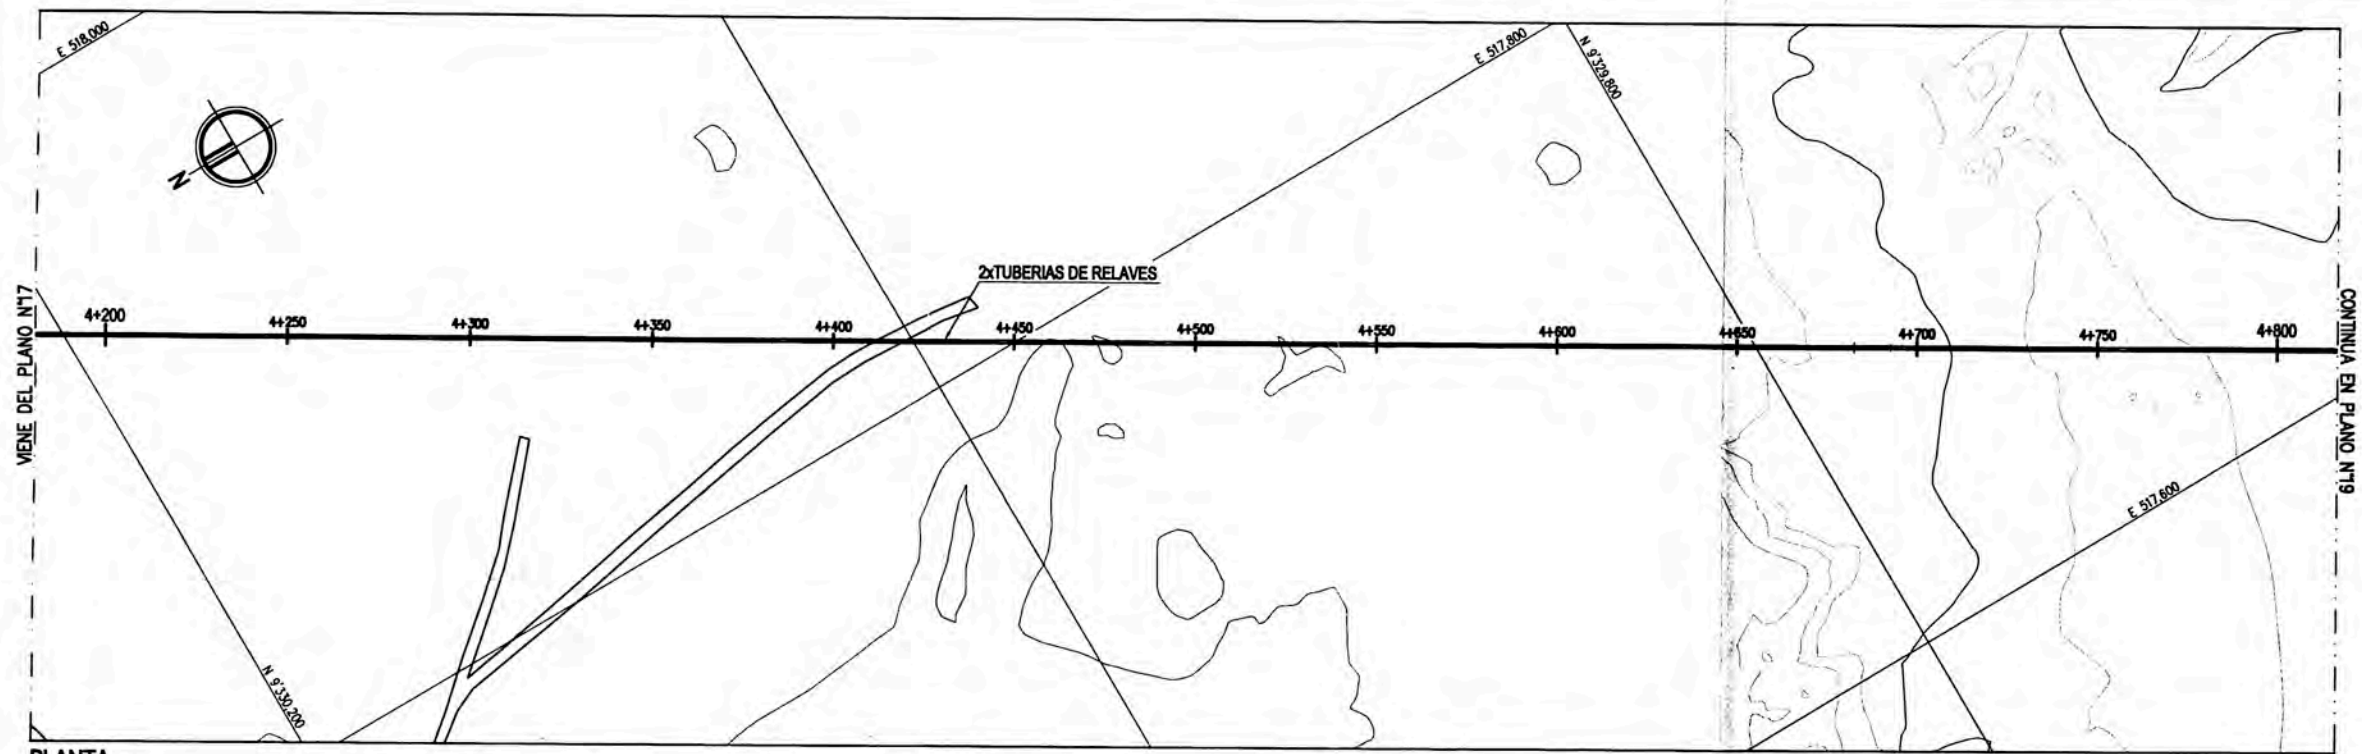 E 518,000
E 517,800
N 9'329,800
N
2xTUBERIAS DE RELAVES
VIENE DEL PLANO N°17
4+200
4+250
4+300
4+350
4+400
4+450
4+500
4+550
4+600
4+650
4+700
4+750
4+800
CONTINUA EN PLANO N°19
E 517,600
N 9'330,200
PLANTA